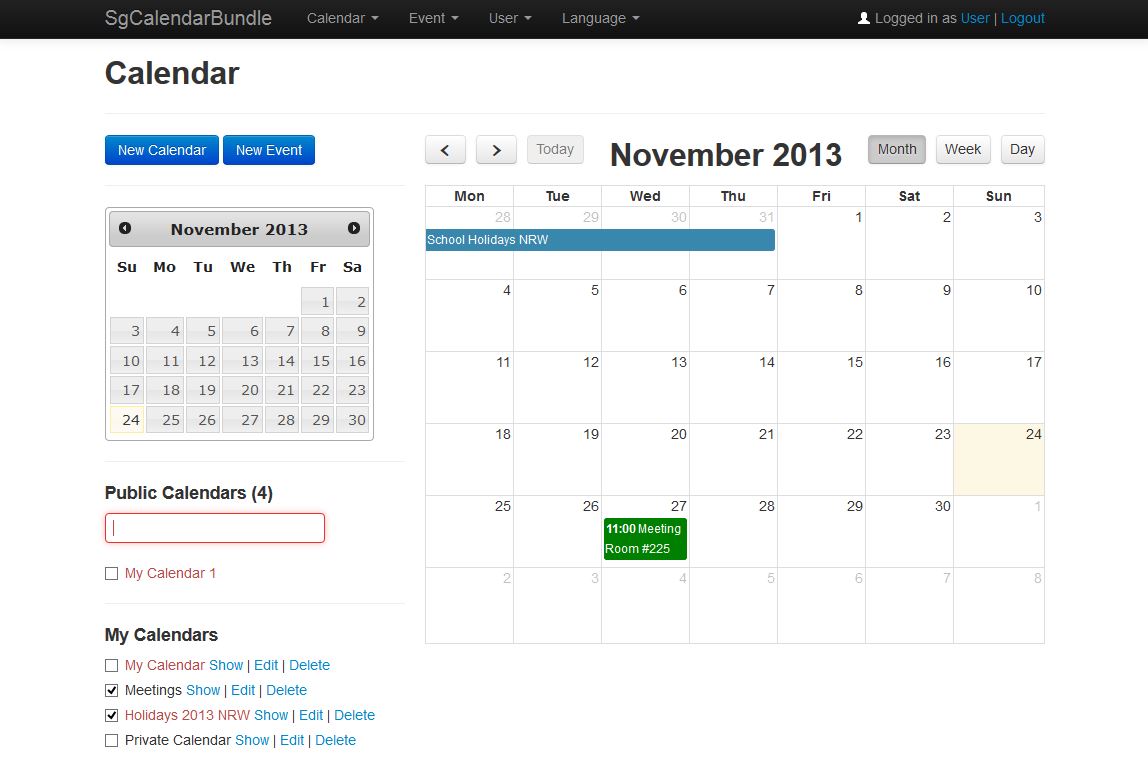 SgCalendarBundle Calendar Event User Language Logged in as User | Logout
Calendar
New Calendar New Event
November 2013
Su Mo Tu We Th Fr Sa
1 2
3 4 5 6 7 8 9
10 11 12 13 14 15 16
17 18 19 20 21 22 23
24 25 26 27 28 29 30
Public Calendars (4)
My Calendar 1
My Calendars
My Calendar Show | Edit | Delete
Meetings Show | Edit | Delete
Holidays 2013 NRW Show | Edit | Delete
Private Calendar Show | Edit | Delete
Today November 2013 Month Week Day
Mon Tue Wed Thu Fri Sat Sun
28 29 30 31 1 2 3
School Holidays NRW
4 5 6 7 8 9 10
11 12 13 14 15 16 17
18 19 20 21 22 23 24
25 26 27 28 29 30 1
11:00 Meeting
Room #225
2 3 4 5 6 7 8